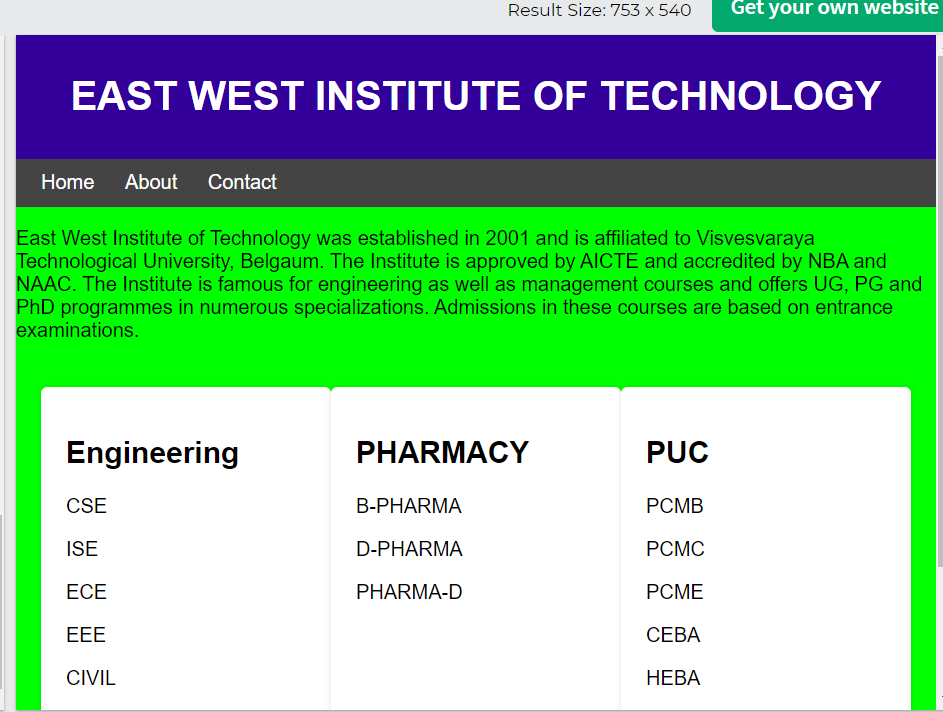 Result Size: 753 x 540
Get your own website
EAST WEST INSTITUTE OF TECHNOLOGY
Home About Contact
East West Institute of Technology was established in 2001 and is affiliated to Visvesvaraya
Technological University, Belgaum. The Institute is approved by AICTE and accredited by NBA and
NAAC. The Institute is famous for engineering as well as management courses and offers UG, PG and
PhD programmes in numerous specializations. Admissions in these courses are based on entrance
examinations.
Engineering
CSE
ISE
ECE
EEE
CIVIL
PHARMACY
B-PHARMA
D-PHARMA
PHARMA-D
PUC
PCMB
PCMC
PCME
CEBA
HEBA